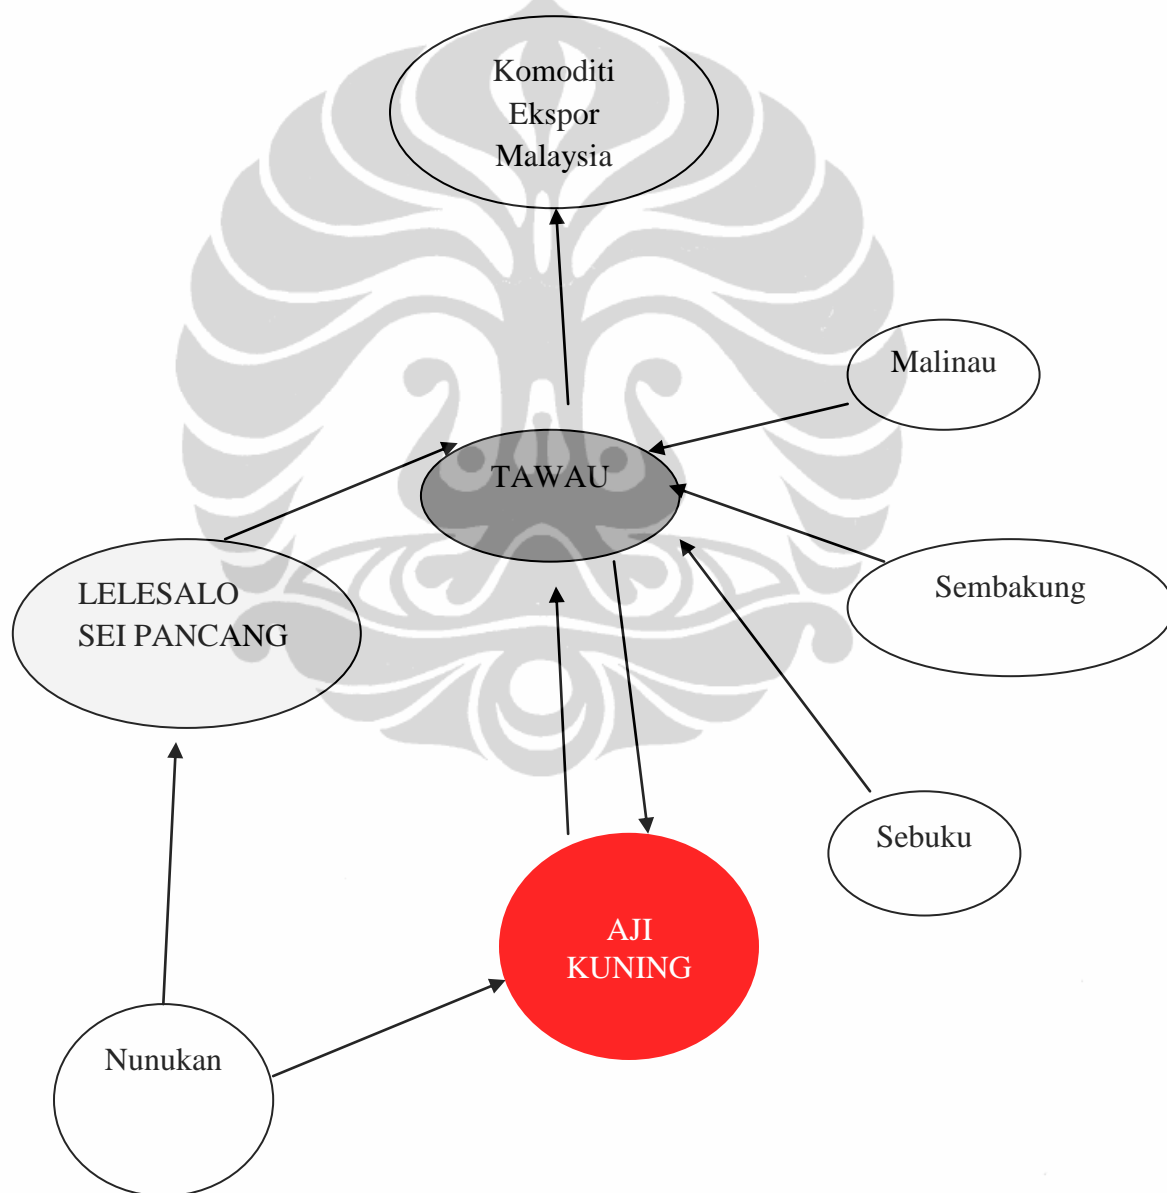 Komoditi
Ekspor
Malaysia
Malinau
TAWAU
LELESALO
SEI PANCANG
Sembakung
Sebuku
AJI
KUNING
Nunukan